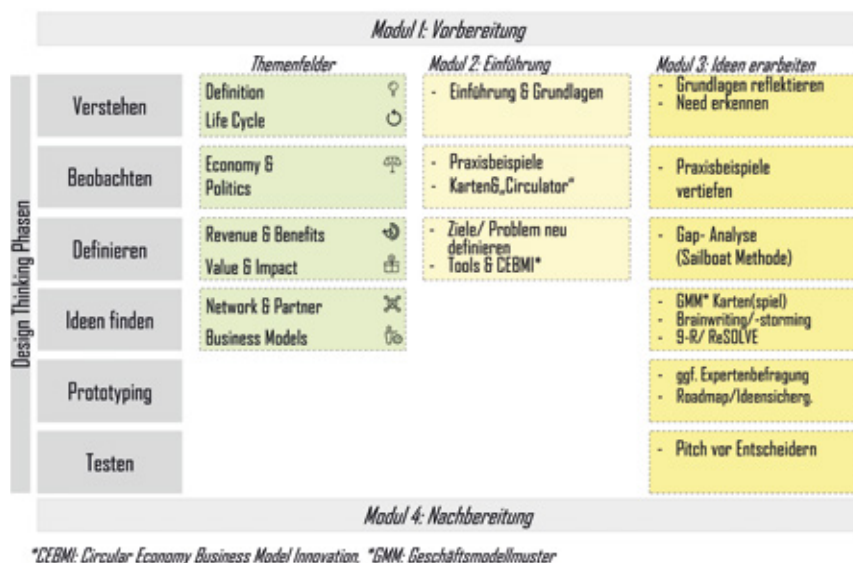 Modul 1: Vorbereitung
Themenfelder
Modul 2: Einführung
Modul 3: Ideen erarbeiten
Design Thinking Phasen
Verstehen
Definition
Life Cycle
- Einführung & Grundlagen
- Grundlagen reflektieren
- Need erkennen
Beobachten
Economy &
Politics
- Praxisbeispiele
- Karten&„Circulator“
- Praxisbeispiele
vertiefen
Definieren
Revenue & Benefits
Value & Impact
- Ziele/ Problem neu
definieren
- Tools & CEBMI*
- Gap- Analyse
(Sailboat Methode)
Ideen finden
Network & Partner
Business Models
- GMM* Karten(spiel)
- Brainwriting/-storming
- 9-R/ ReSOLVE
Prototyping
- ggf. Expertenbefragung
- Roadmap/Ideensicherg.
Testen
- Pitch vor Entscheidern
Modul 4: Nachbereitung
*CEBMI: Circular Economy Business Model Innovation, *GMM: Geschäftsmodellmuster